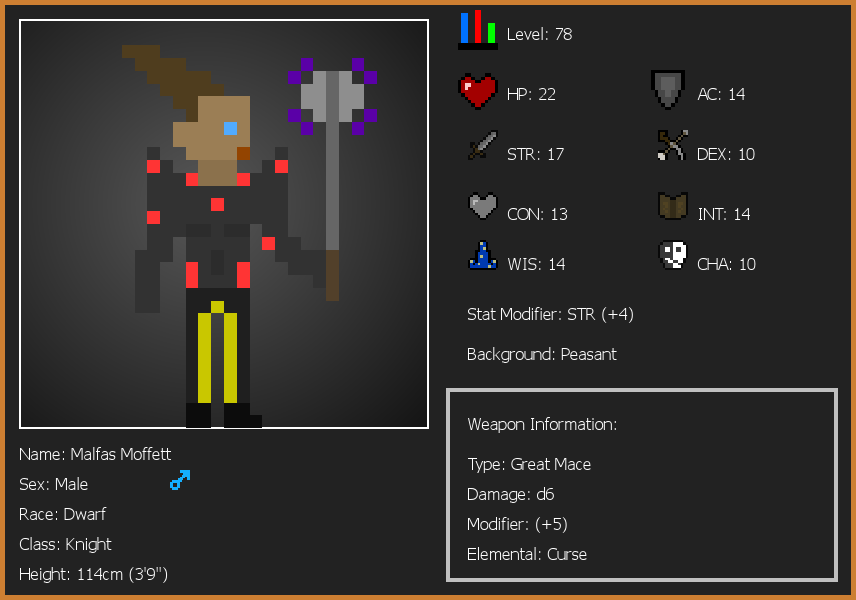 Level: 78
HP: 22
AC: 14
STR: 17
DEX: 10
CON: 13
INT: 14
WIS: 14
CHA: 10
Stat Modifier: STR (+4)
Background: Peasant
Weapon Information:
Type: Great Mace
Damage: d6
Modifier: (+5)
Elemental: Curse
Name: Malfas Moffett
Sex: Male
Race: Dwarf
Class: Knight
Height: 114cm (3'9")